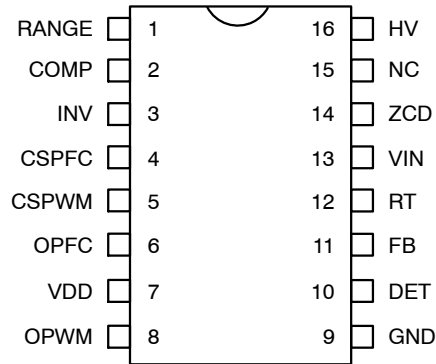 RANGE 1 16 HV
COMP 2 15 NC
INV 3 14 ZCD
CSPFC 4 13 VIN
CSPWM 5 12 RT
OPFC 6 11 FB
VDD 7 10 DET
OPWM 8 9 GND